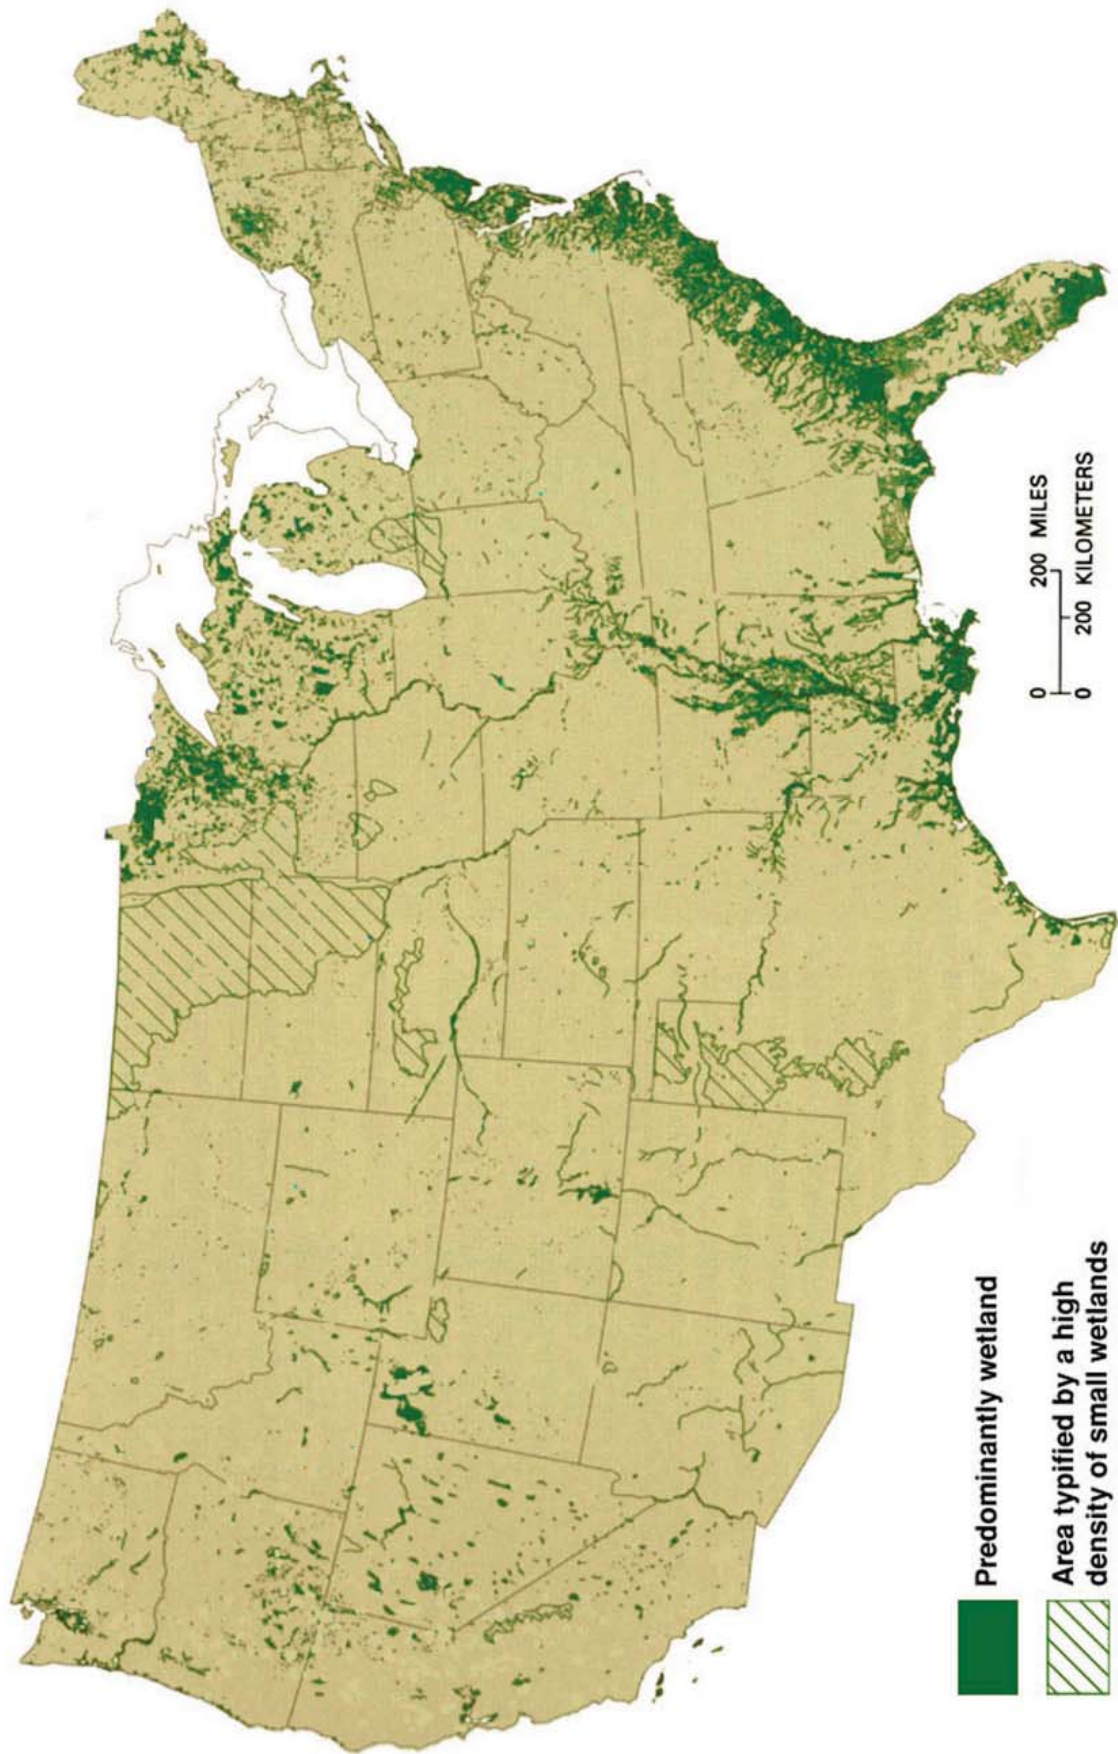 Predominantly wetland
Area typified by a high
density of small wetlands
0 200 MILES
0 200 KILOMETERS